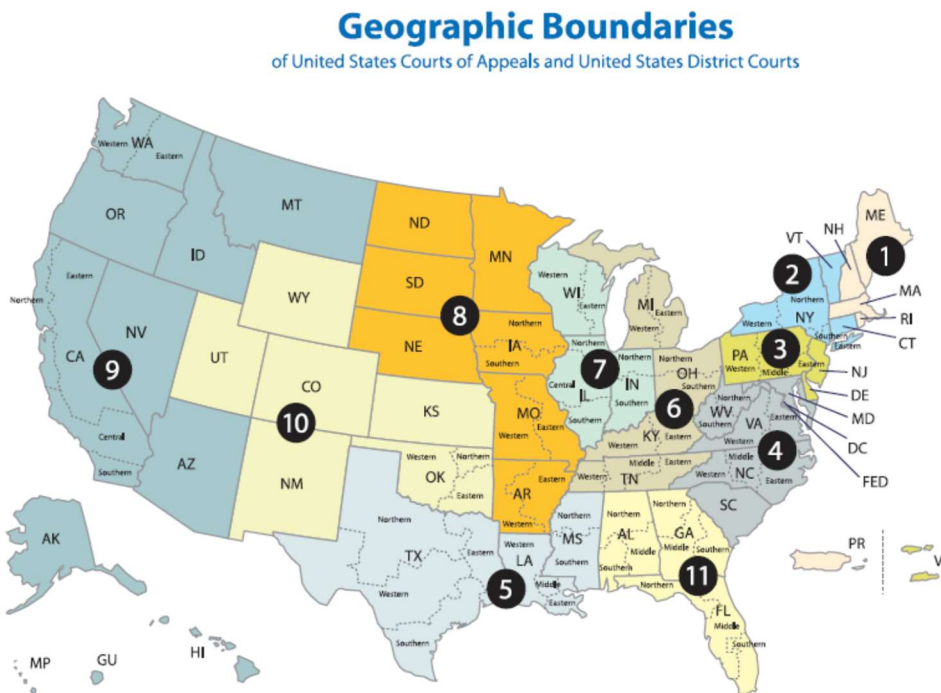 Geographic Boundaries
of United States Courts of Appeals and United States District Courts
Western WA Eastern
OR
ID
MT
ND
MN
SD
WY
NE
8
Northern
IA
Southern
Western
WI
Eastern
MI
Northern
Eastern
Western
ME
1
NH
VT
2
Northern
MA
NY
Western
RI
Southern
Eastern
CT
PA
3
Western
Middle
Eastern
NJ
DE
MD
DC
FED
Northern
Eastern
CA
9
Central
Southern
NV
UT
CO
10
KS
AZ
NM
Northern
7
Northern
Central
IL
IN
Southern
Southern
Northern
OH
Southern
6
Northern
WV
Southern
Eastern
VA
Western
4
KY
Western
Eastern
MO
Western
Eastern
Western
Middle
Eastern
TN
Western
Middle
NC
Eastern
SC
Western
Northern
OK
Eastern
Eastern
AR
Western
Northern
TX
Eastern
Western
Southern
Western
LA
Middle
Eastern
5
Northern
MS
Southern
Northern
AL
Middle
Southern
Northern
GA
Middle
Southern
11
Northern
FL
Middle
Southern
PR
V
AK
MP
GU
HI